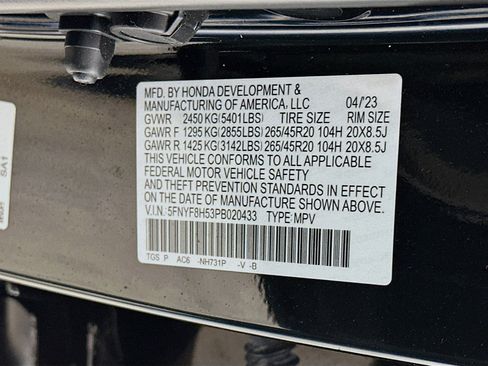 MFD. BY HONDA DEVELOPMENT &
MANUFACTURING OF AMERICA, LLC 04/'23
GVWR 2450 KG(5401LBS) TIRE SIZE RIM SIZE
GAWR F 1295 KG(2855LBS) 265/45R20 104H 20X8.5J
GAWR R 1425 KG(3142LBS) 265/45R20 104H 20X8.5J
THIS VEHICLE CONFORMS TO ALL APPLICABLE
FEDERAL MOTOR VEHICLE SAFETY
AND THEFT PREVENTION STANDARDS IN EFFECT
ON THE DATE OF MANUFACTURE SHOWN ABOVE.
V.I.N.: 5FNYF8H53PB020433 TYPE: MPV
TGS P AC6 -NH731P -V -B
SA1